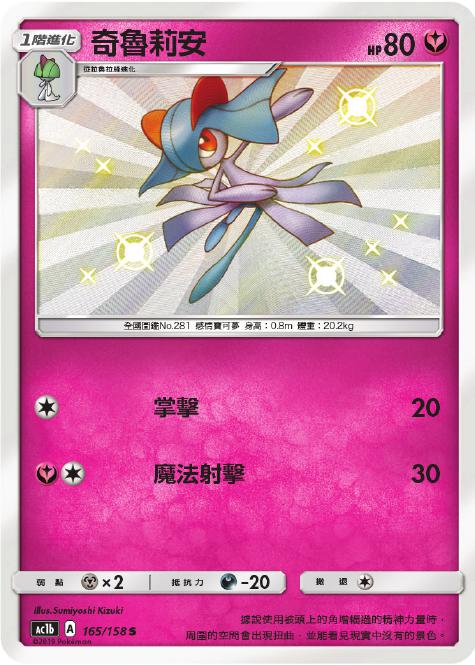 1階進化 奇魯莉安 HP 80
從拉魯拉絲進化
全國圖鑑No.281 感情寶可夢 身高：0.8m 體重：20.2kg
掌擊 20
魔法射擊 30
弱點 ×2 抵抗力 -20 撤退
Illus.Sumiyoshi Kizuki
AC1b A 165/158 S
©2019 Pokémon
據說使用被頭上的角增幅過的精神力量時，
周圍的空間會出現扭曲，並能看見現實中沒有的景色。